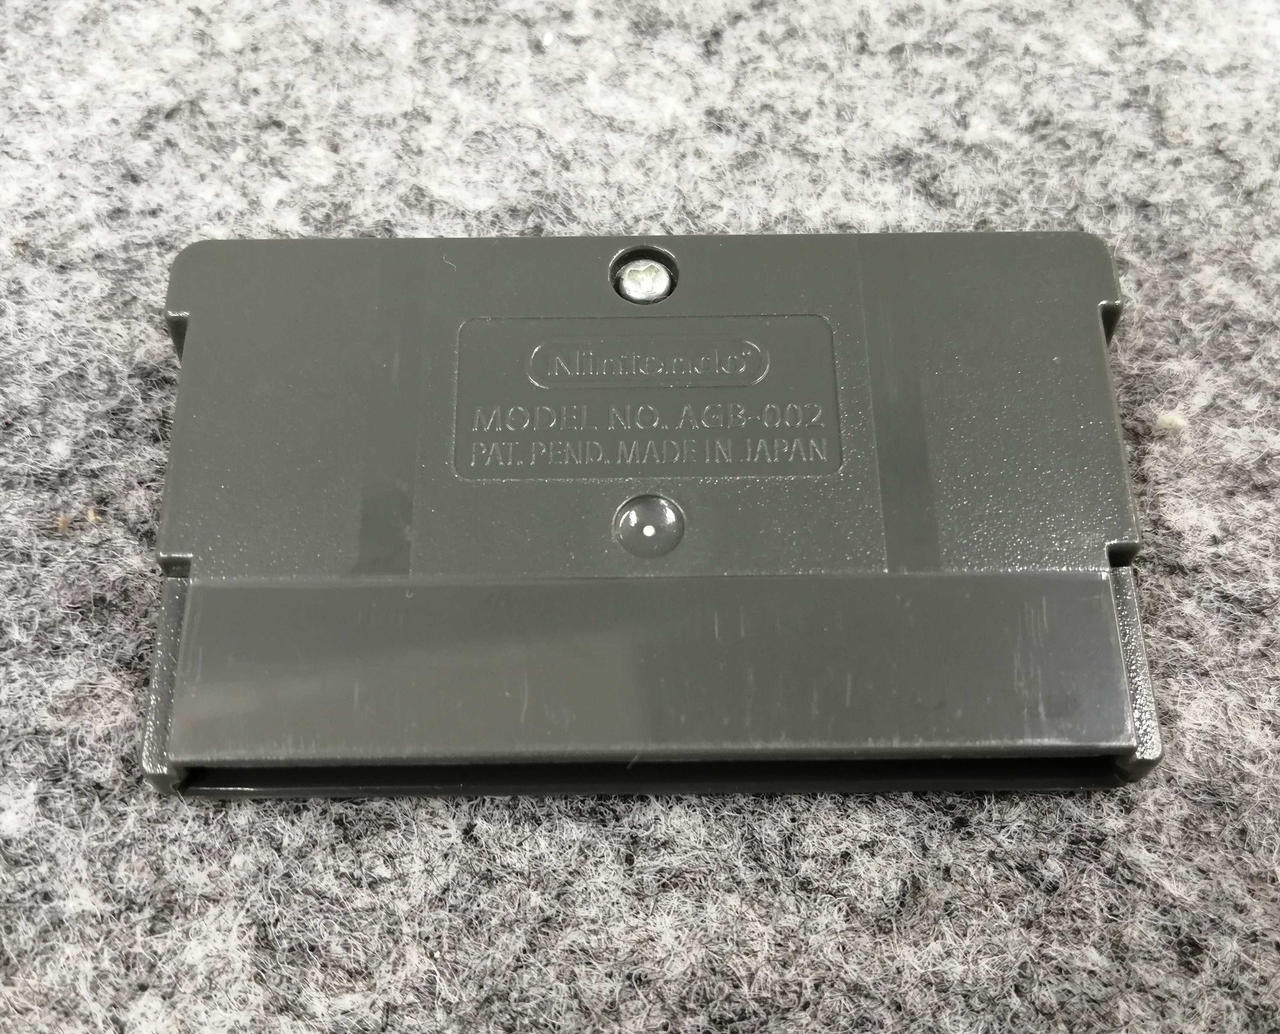 Nintendo
MODEL NO. AGB-002
PAT. PEND. MADE IN JAPAN